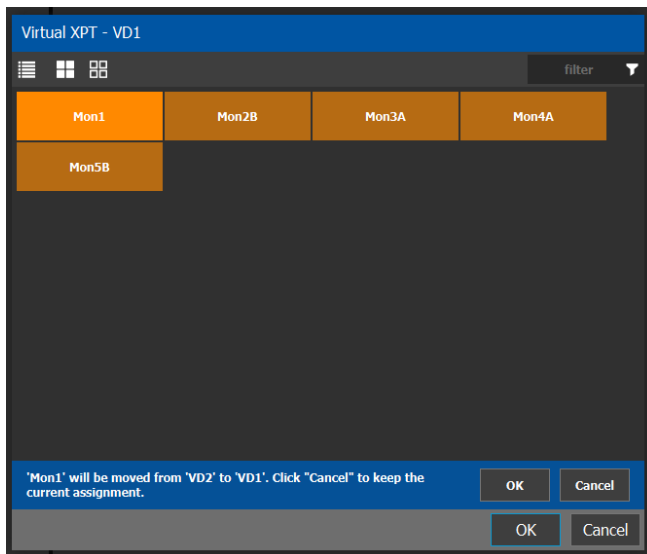 Virtual XPT - VD1
filter
Mon1 Mon2B Mon3A Mon4A
Mon5B
'Mon1' will be moved from 'VD2' to 'VD1'. Click "Cancel" to keep the
current assignment.
OK Cancel
OK Cancel